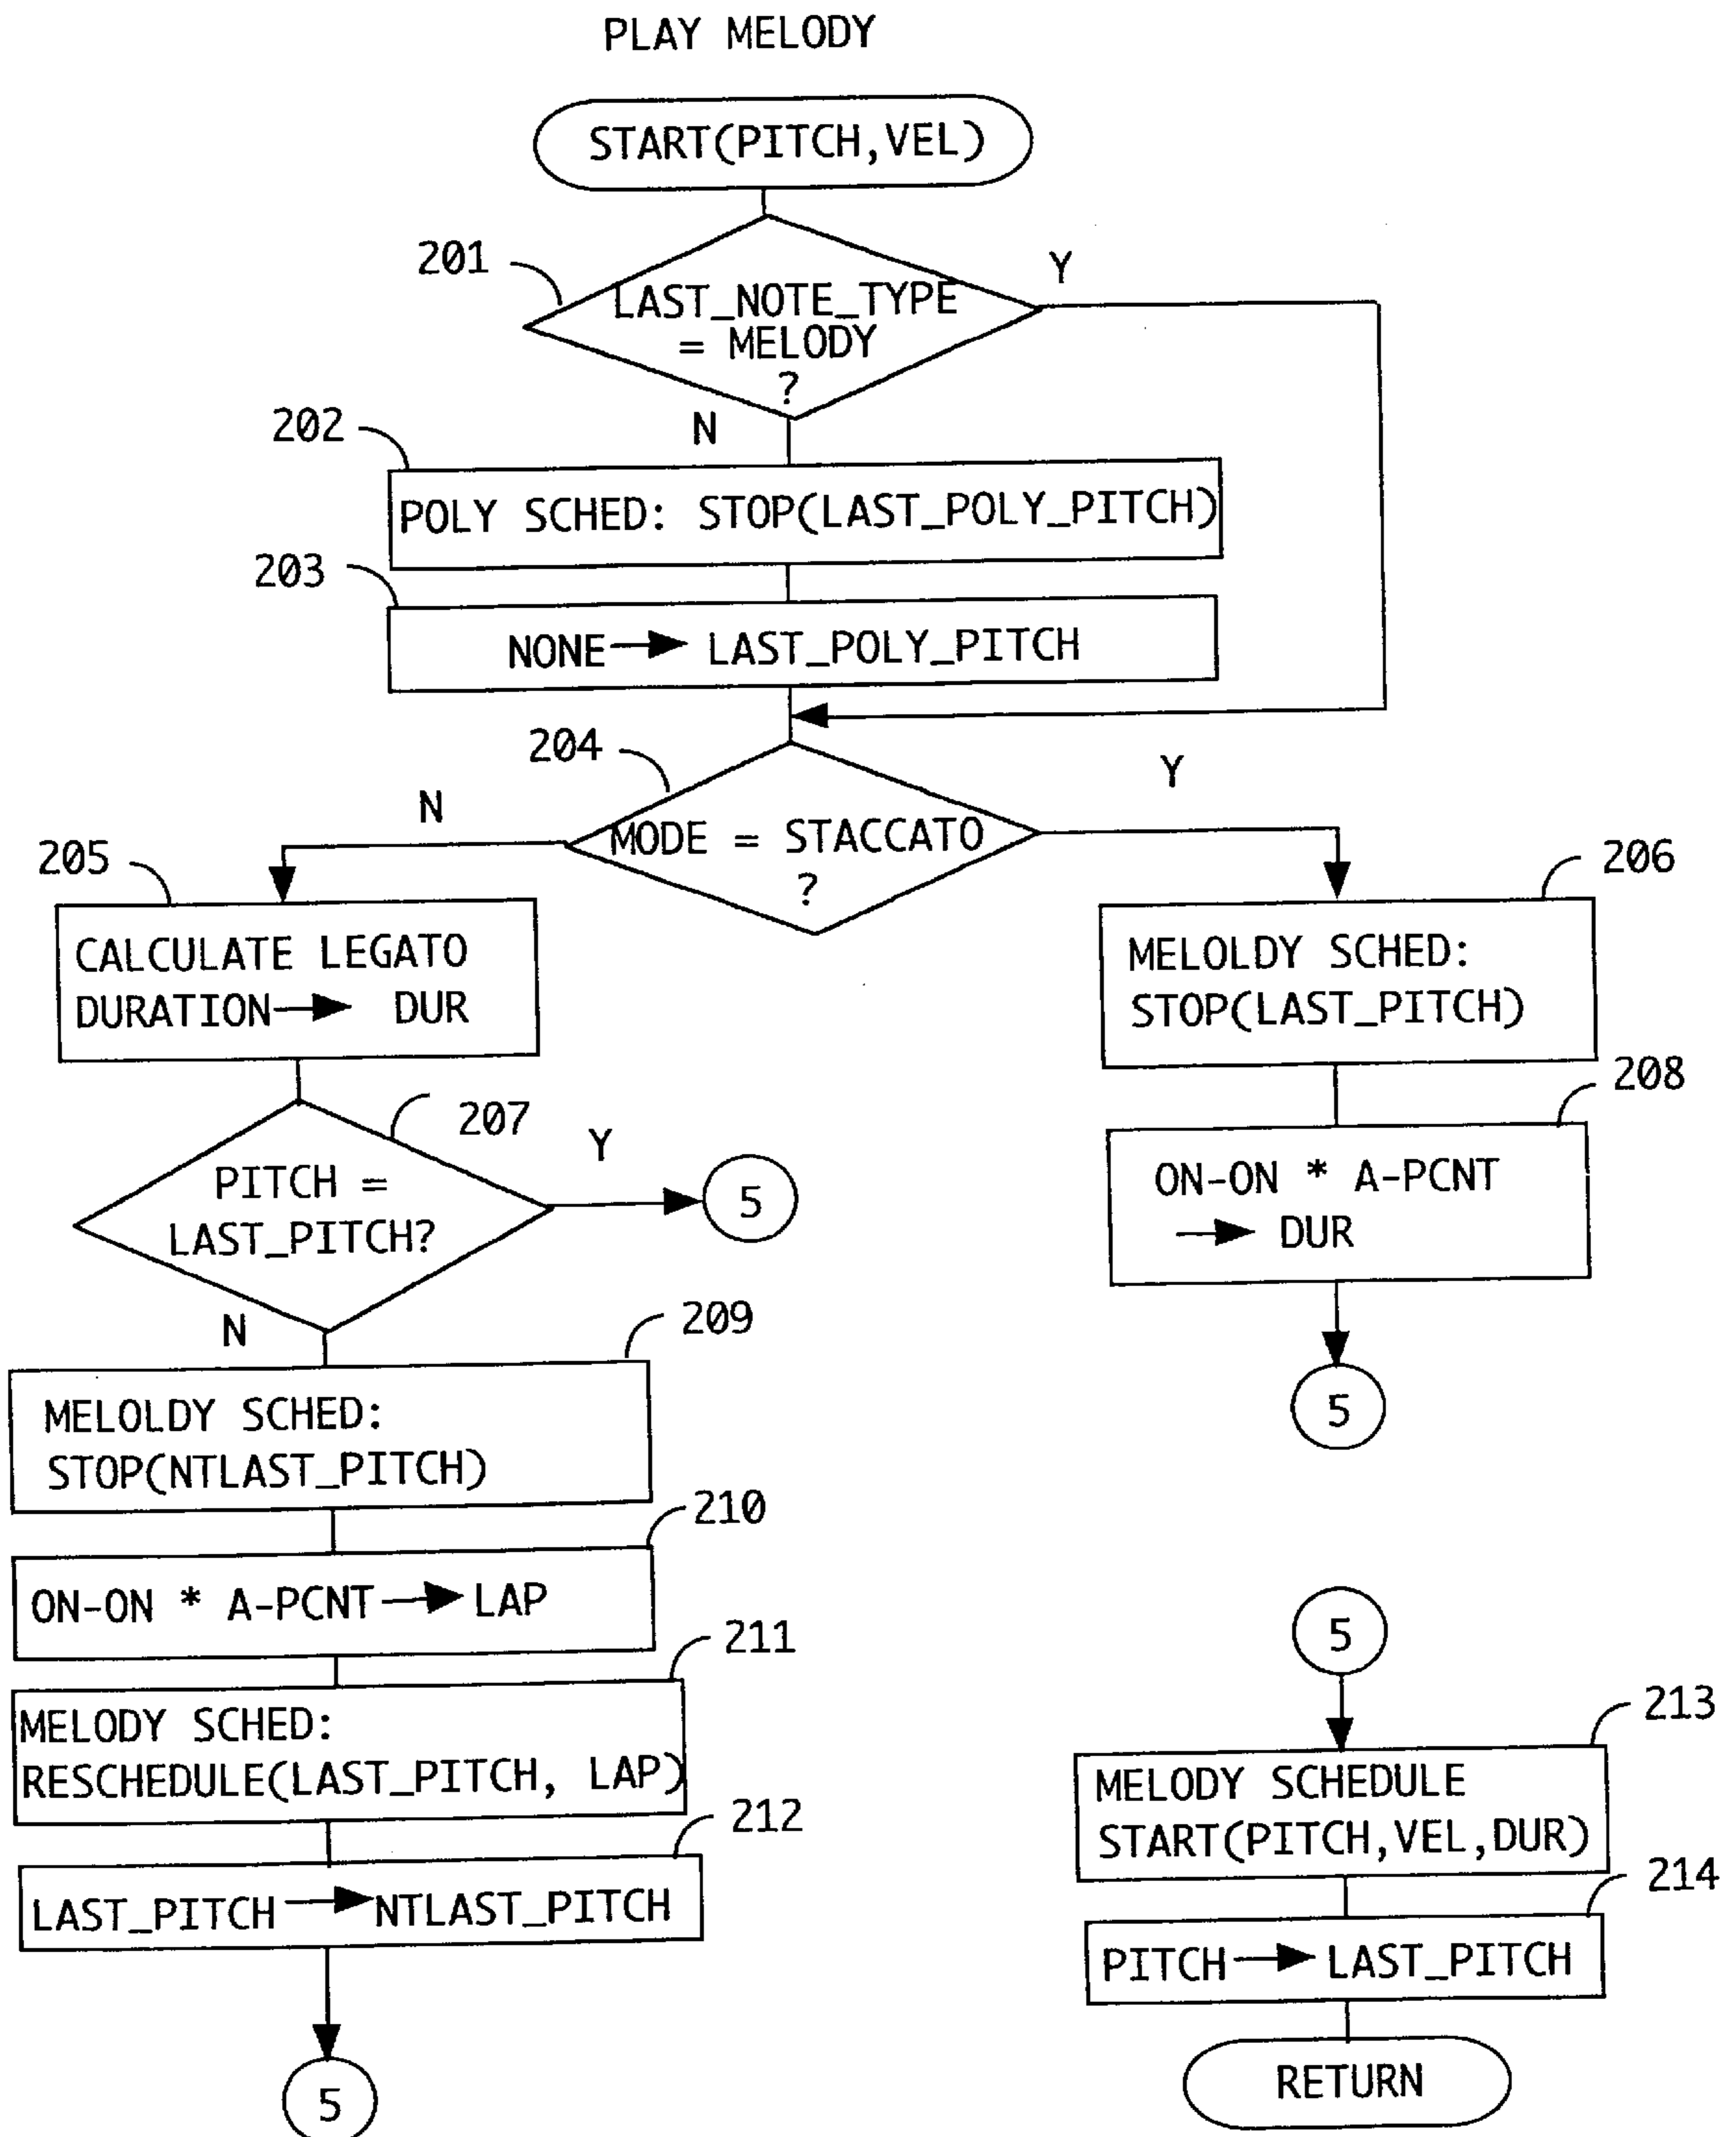 PLAY MELODY
START(PITCH,VEL)
201
Y
LAST_NOTE_TYPE
= MELODY
?
N
202
POLY SCHED: STOP(LAST_POLY_PITCH)
203
NONE → LAST_POLY_PITCH
204
N
Y
MODE = STACCATO
?
205
CALCULATE LEGATO
DURATION → DUR
206
MELOLDY SCHED:
STOP(LAST_PITCH)
207
PITCH =
LAST_PITCH?
Y
5
N
208
ON-ON * A-PCNT
→ DUR
5
209
MELOLDY SCHED:
STOP(NTLAST_PITCH)
210
ON-ON * A-PCNT → LAP
211
MELODY SCHED:
RESCHEDULE(LAST_PITCH, LAP)
212
LAST_PITCH → NTLAST_PITCH
5
5
213
MELODY SCHEDULE
START(PITCH,VEL,DUR)
214
PITCH → LAST_PITCH
RETURN